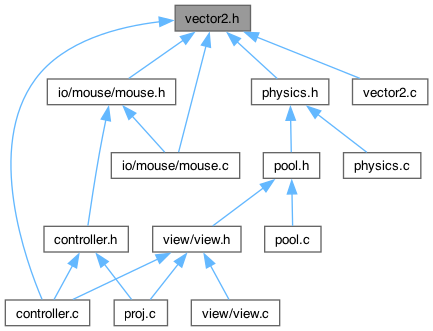 vector2.h
io/mouse/mouse.h
physics.h
vector2.c
io/mouse/mouse.c
pool.h
physics.c
controller.h
view/view.h
pool.c
controller.c
proj.c
view/view.c